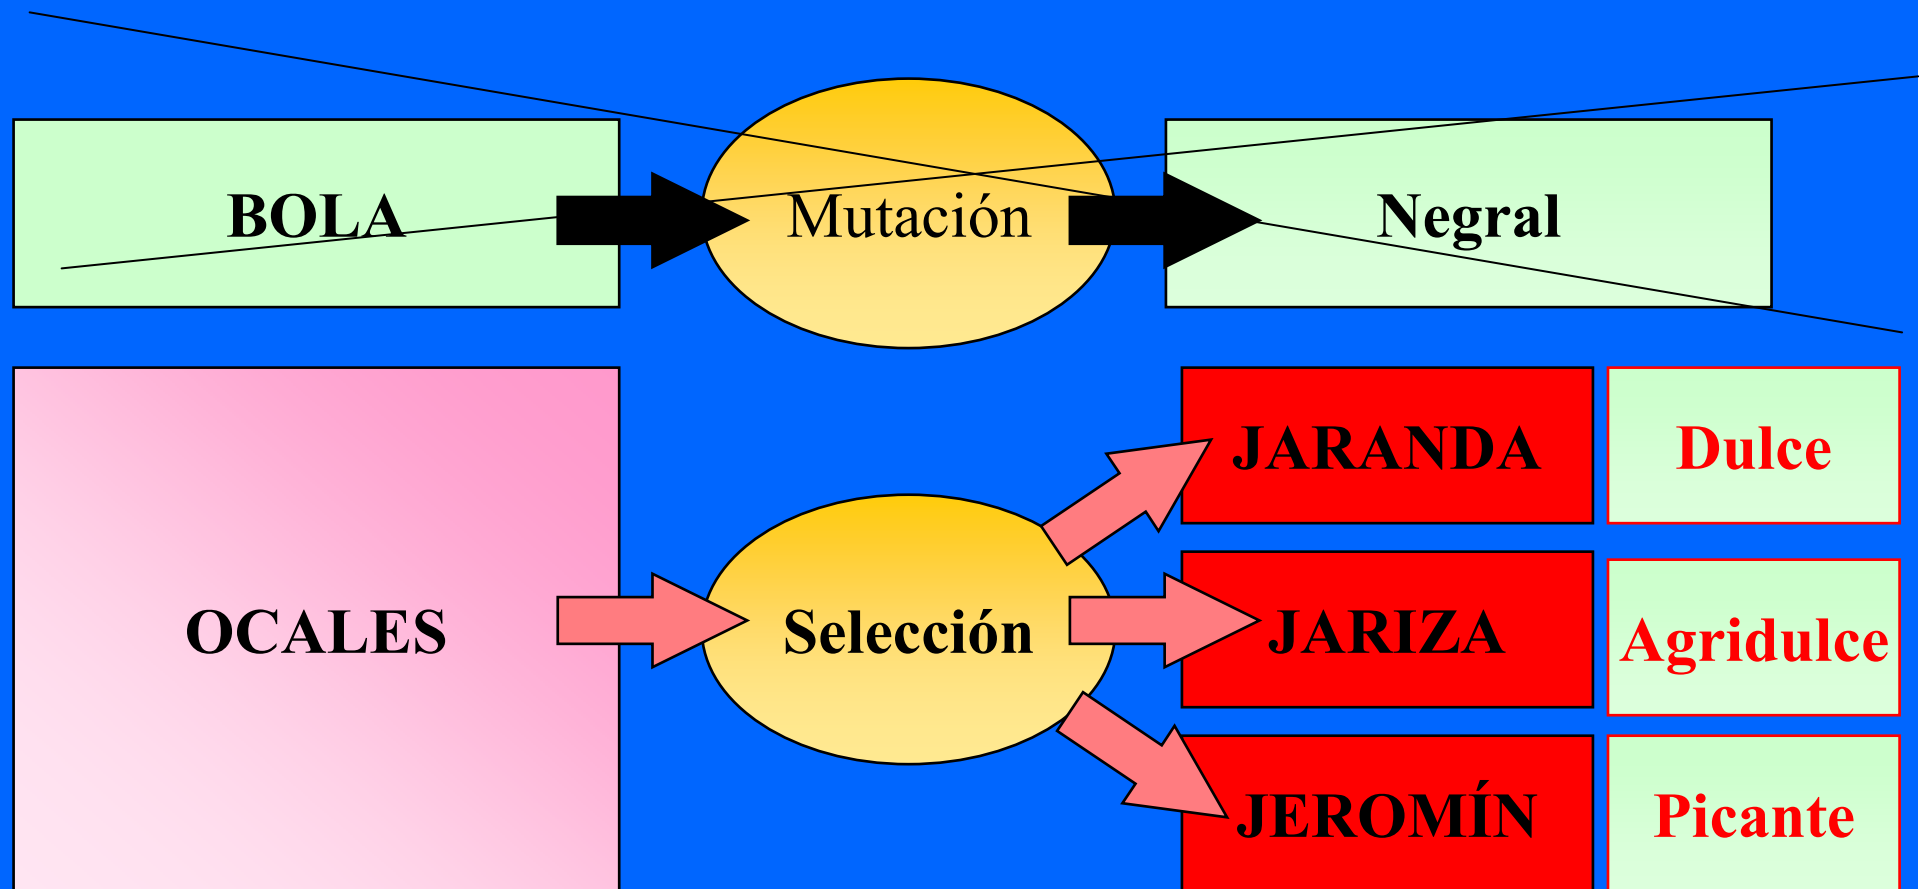 BOLA
Mutación
Negral
OCALES
Selección
JARANDA
Dulce
JARIZA
Agridulce
JEROMÍN
Picante